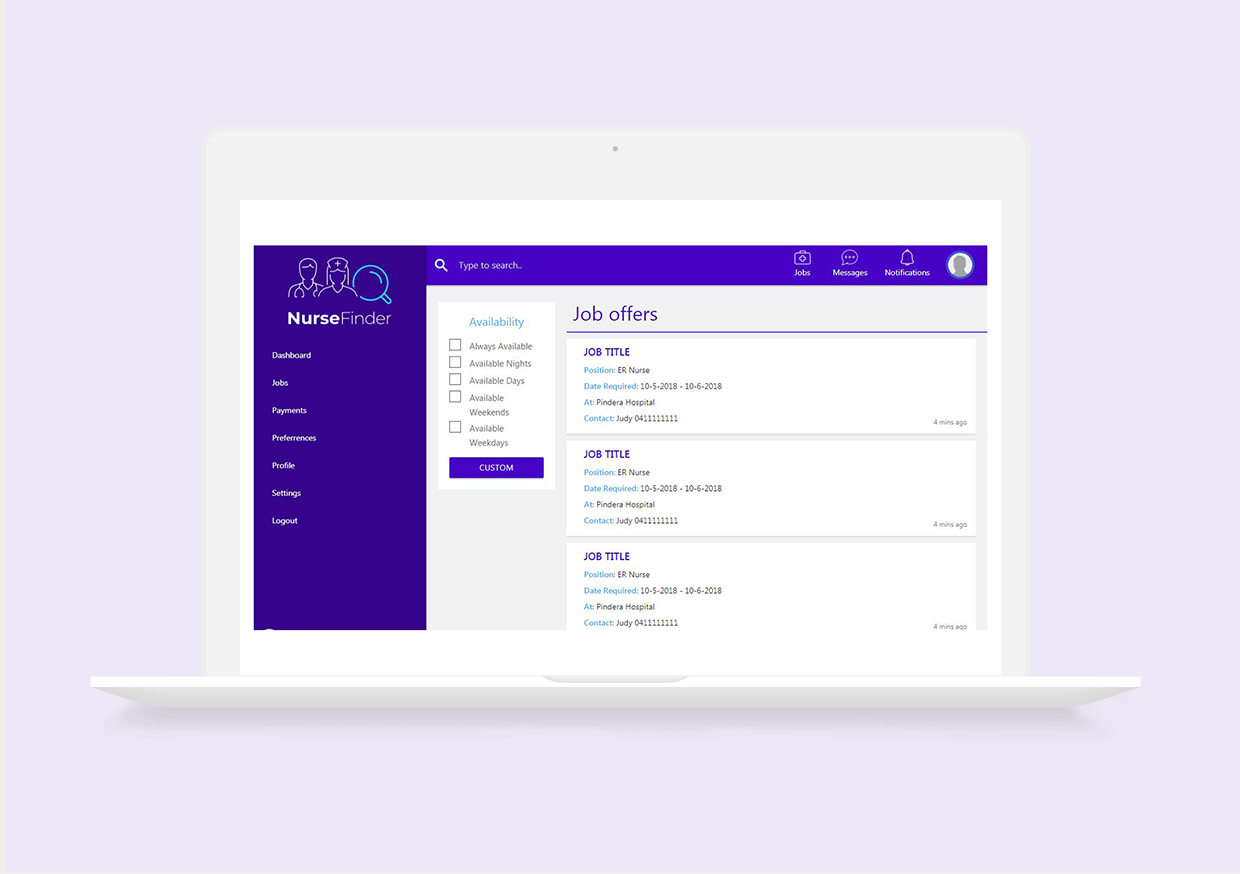 NurseFinder
Dashboard
Jobs
Payments
Preferrences
Profile
Settings
Logout
Type to search..
Jobs
Messages
Notifications
Availability
Always Available
Available Nights
Available Days
Available
Weekends
Available
Weekdays
CUSTOM
Job offers
JOB TITLE
Position: ER Nurse
Date Required: 10-5-2018 - 10-6-2018
At: Pindera Hospital
Contact: Judy 0411111111
4 mins ago
JOB TITLE
Position: ER Nurse
Date Required: 10-5-2018 - 10-6-2018
At: Pindera Hospital
Contact: Judy 0411111111
4 mins ago
JOB TITLE
Position: ER Nurse
Date Required: 10-5-2018 - 10-6-2018
At: Pindera Hospital
Contact: Judy 0411111111
4 mins ago